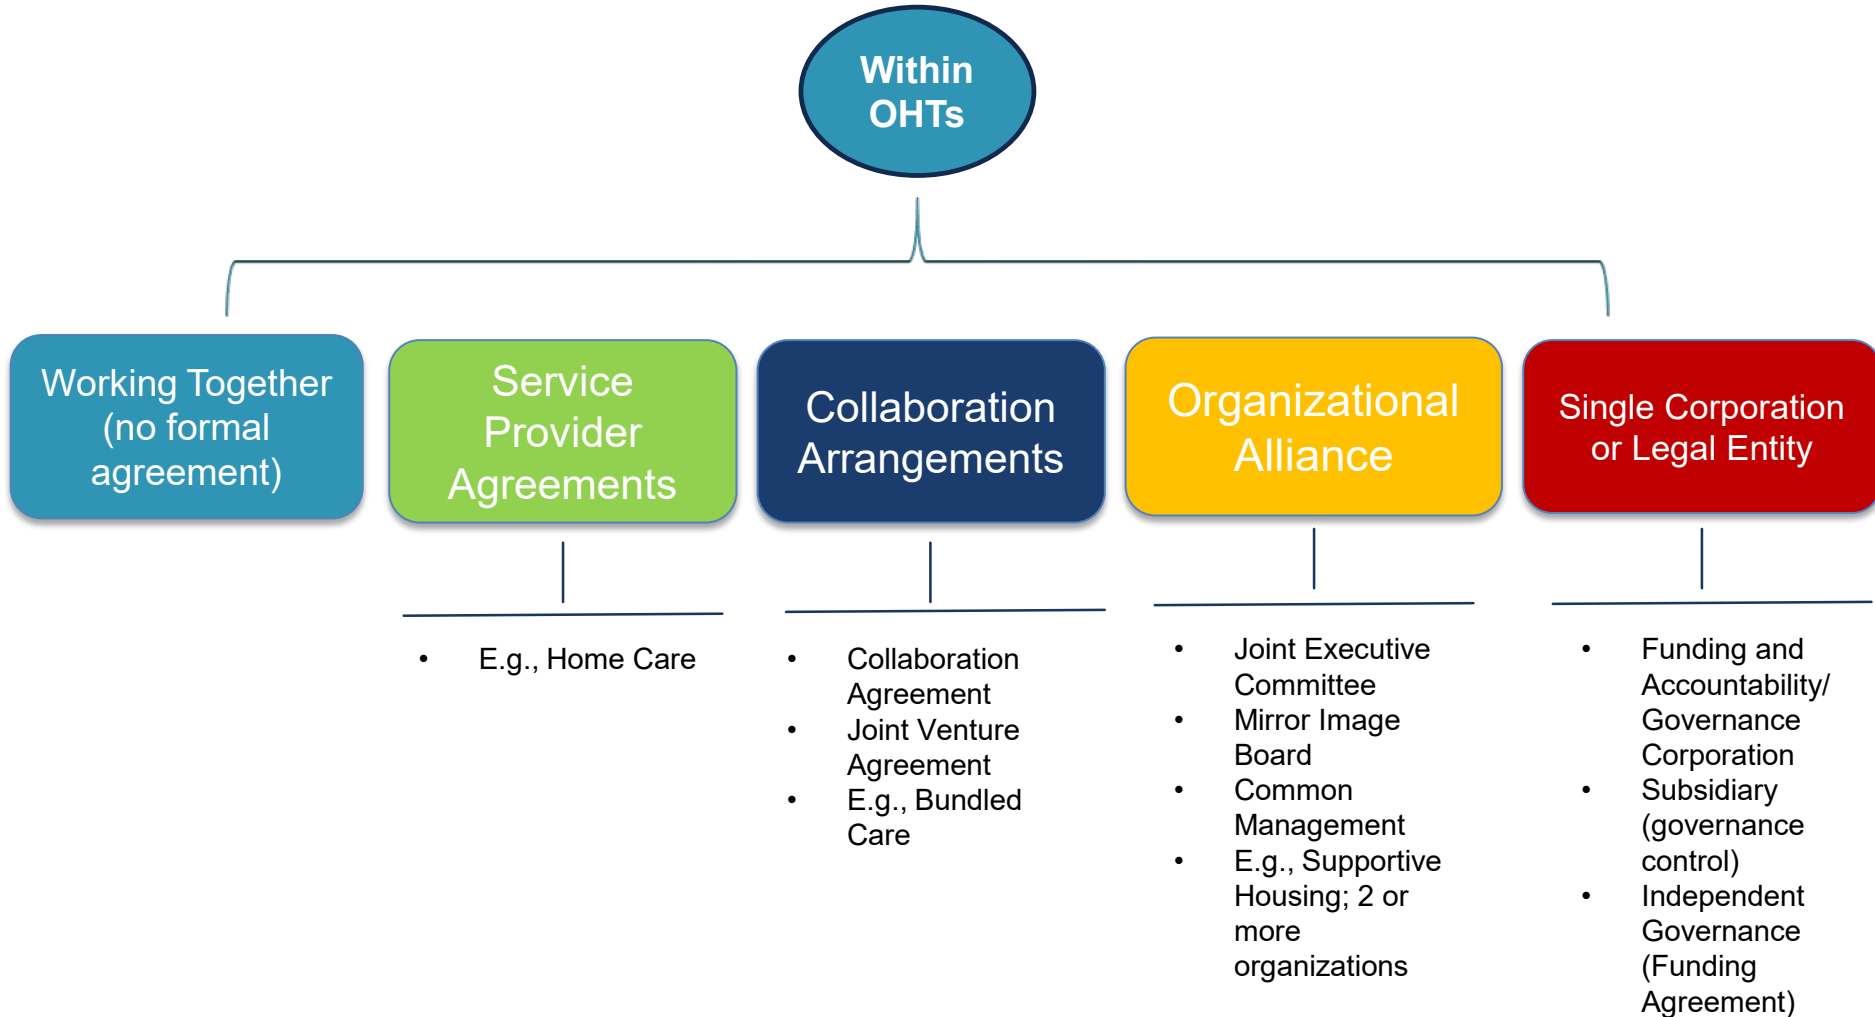 Within
OHTs
Working Together
(no formal
agreement)
Service
Provider
Agreements
Collaboration
Arrangements
Organizational
Alliance
Single Corporation
or Legal Entity
• E.g., Home Care
• Collaboration
Agreement
• Joint Venture
Agreement
• E.g., Bundled
Care
• Joint Executive
Committee
• Mirror Image
Board
• Common
Management
• E.g., Supportive
Housing; 2 or
more
organizations
• Funding and
Accountability/
Governance
Corporation
• Subsidiary
(governance
control)
• Independent
Governance
(Funding
Agreement)